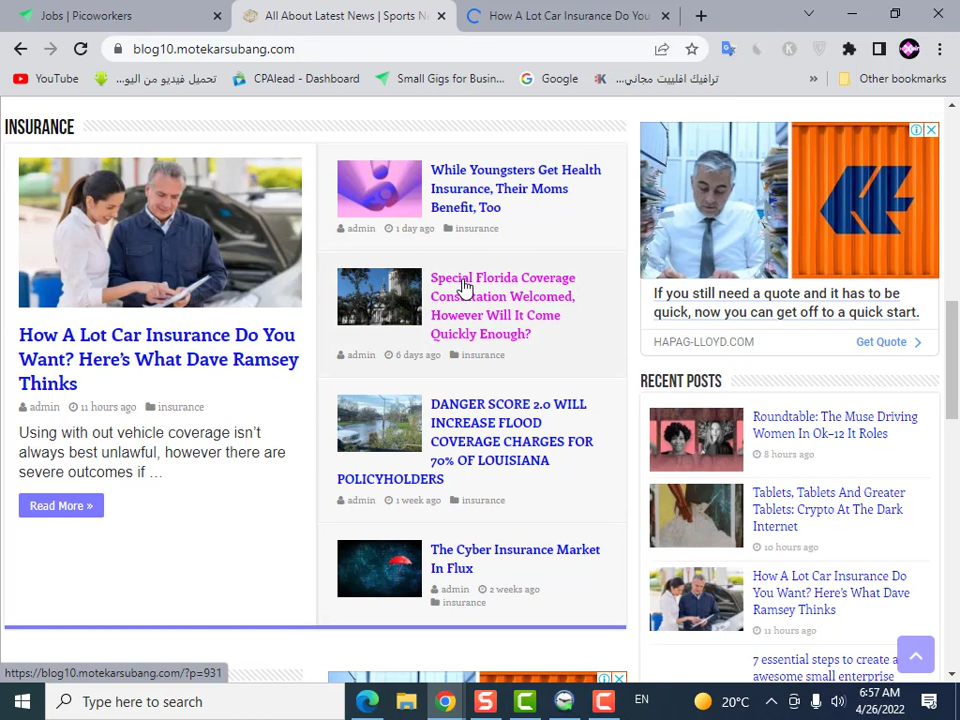 Jobs | Picoworkers
All About Latest News | Sports N
How A Lot Car Insurance Do You
blog10.motekarsubang.com
YouTube
تحميل فيديو من اليو...
CPAlead - Dashboard
Small Gigs for Busin...
Google
ترافيك افلييت مجاني...
»
Other bookmarks
INSURANCE
How A Lot Car Insurance Do You
Want? Here's What Dave Ramsey
Thinks
admin 11 hours ago insurance
Using with out vehicle coverage isn't
always best unlawful, however there are
severe outcomes if …
Read More »
While Youngsters Get Health
Insurance, Their Moms
Benefit, Too
admin 1 day ago insurance
Special Florida Coverage
Consultation Welcomed,
However Will It Come
Quickly Enough?
admin 6 days ago insurance
DANGER SCORE 2.0 WILL
INCREASE FLOOD
COVERAGE CHARGES FOR
70% OF LOUISIANA
POLICYHOLDERS
admin 1 week ago insurance
The Cyber Insurance Market
In Flux
admin 2 weeks ago
insurance
If you still need a quote and it has to be
quick, now you can get off to a quick start.
HAPAG-LLOYD.COM Get Quote
RECENT POSTS
Roundtable: The Muse Driving
Women In Ok–12 It Roles
8 hours ago
Tablets, Tablets And Greater
Tablets: Crypto At The Dark
Internet
10 hours ago
How A Lot Car Insurance Do You
Want? Here's What Dave Ramsey
Thinks
11 hours ago
7 essential steps to create a
awesome small enterprise
https://blog10.motekarsubang.com/?p=931
Type here to search
EN
20°C
6:57 AM
4/26/2022